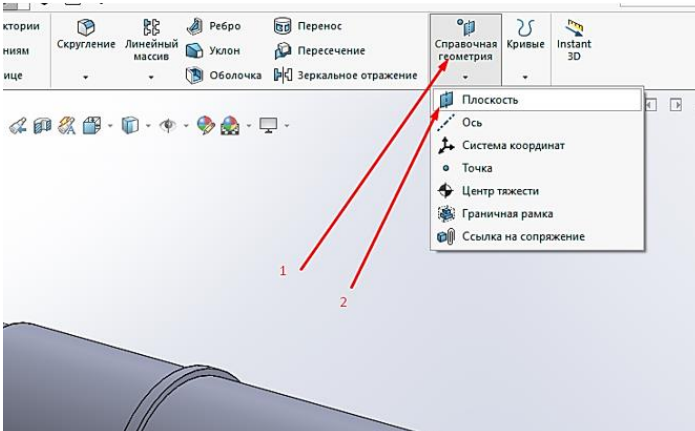 ктории
ниям
ице
Скругление
Линейный
массив
Ребро
Уклон
Оболочка
Перенос
Пересечение
Зеркальное отражение
Справочная
геометрия
Кривые
Instant
3D
Плоскость
Ось
Система координат
Точка
Центр тяжести
Граничная рамка
Ссылка на сопряжение
1
2